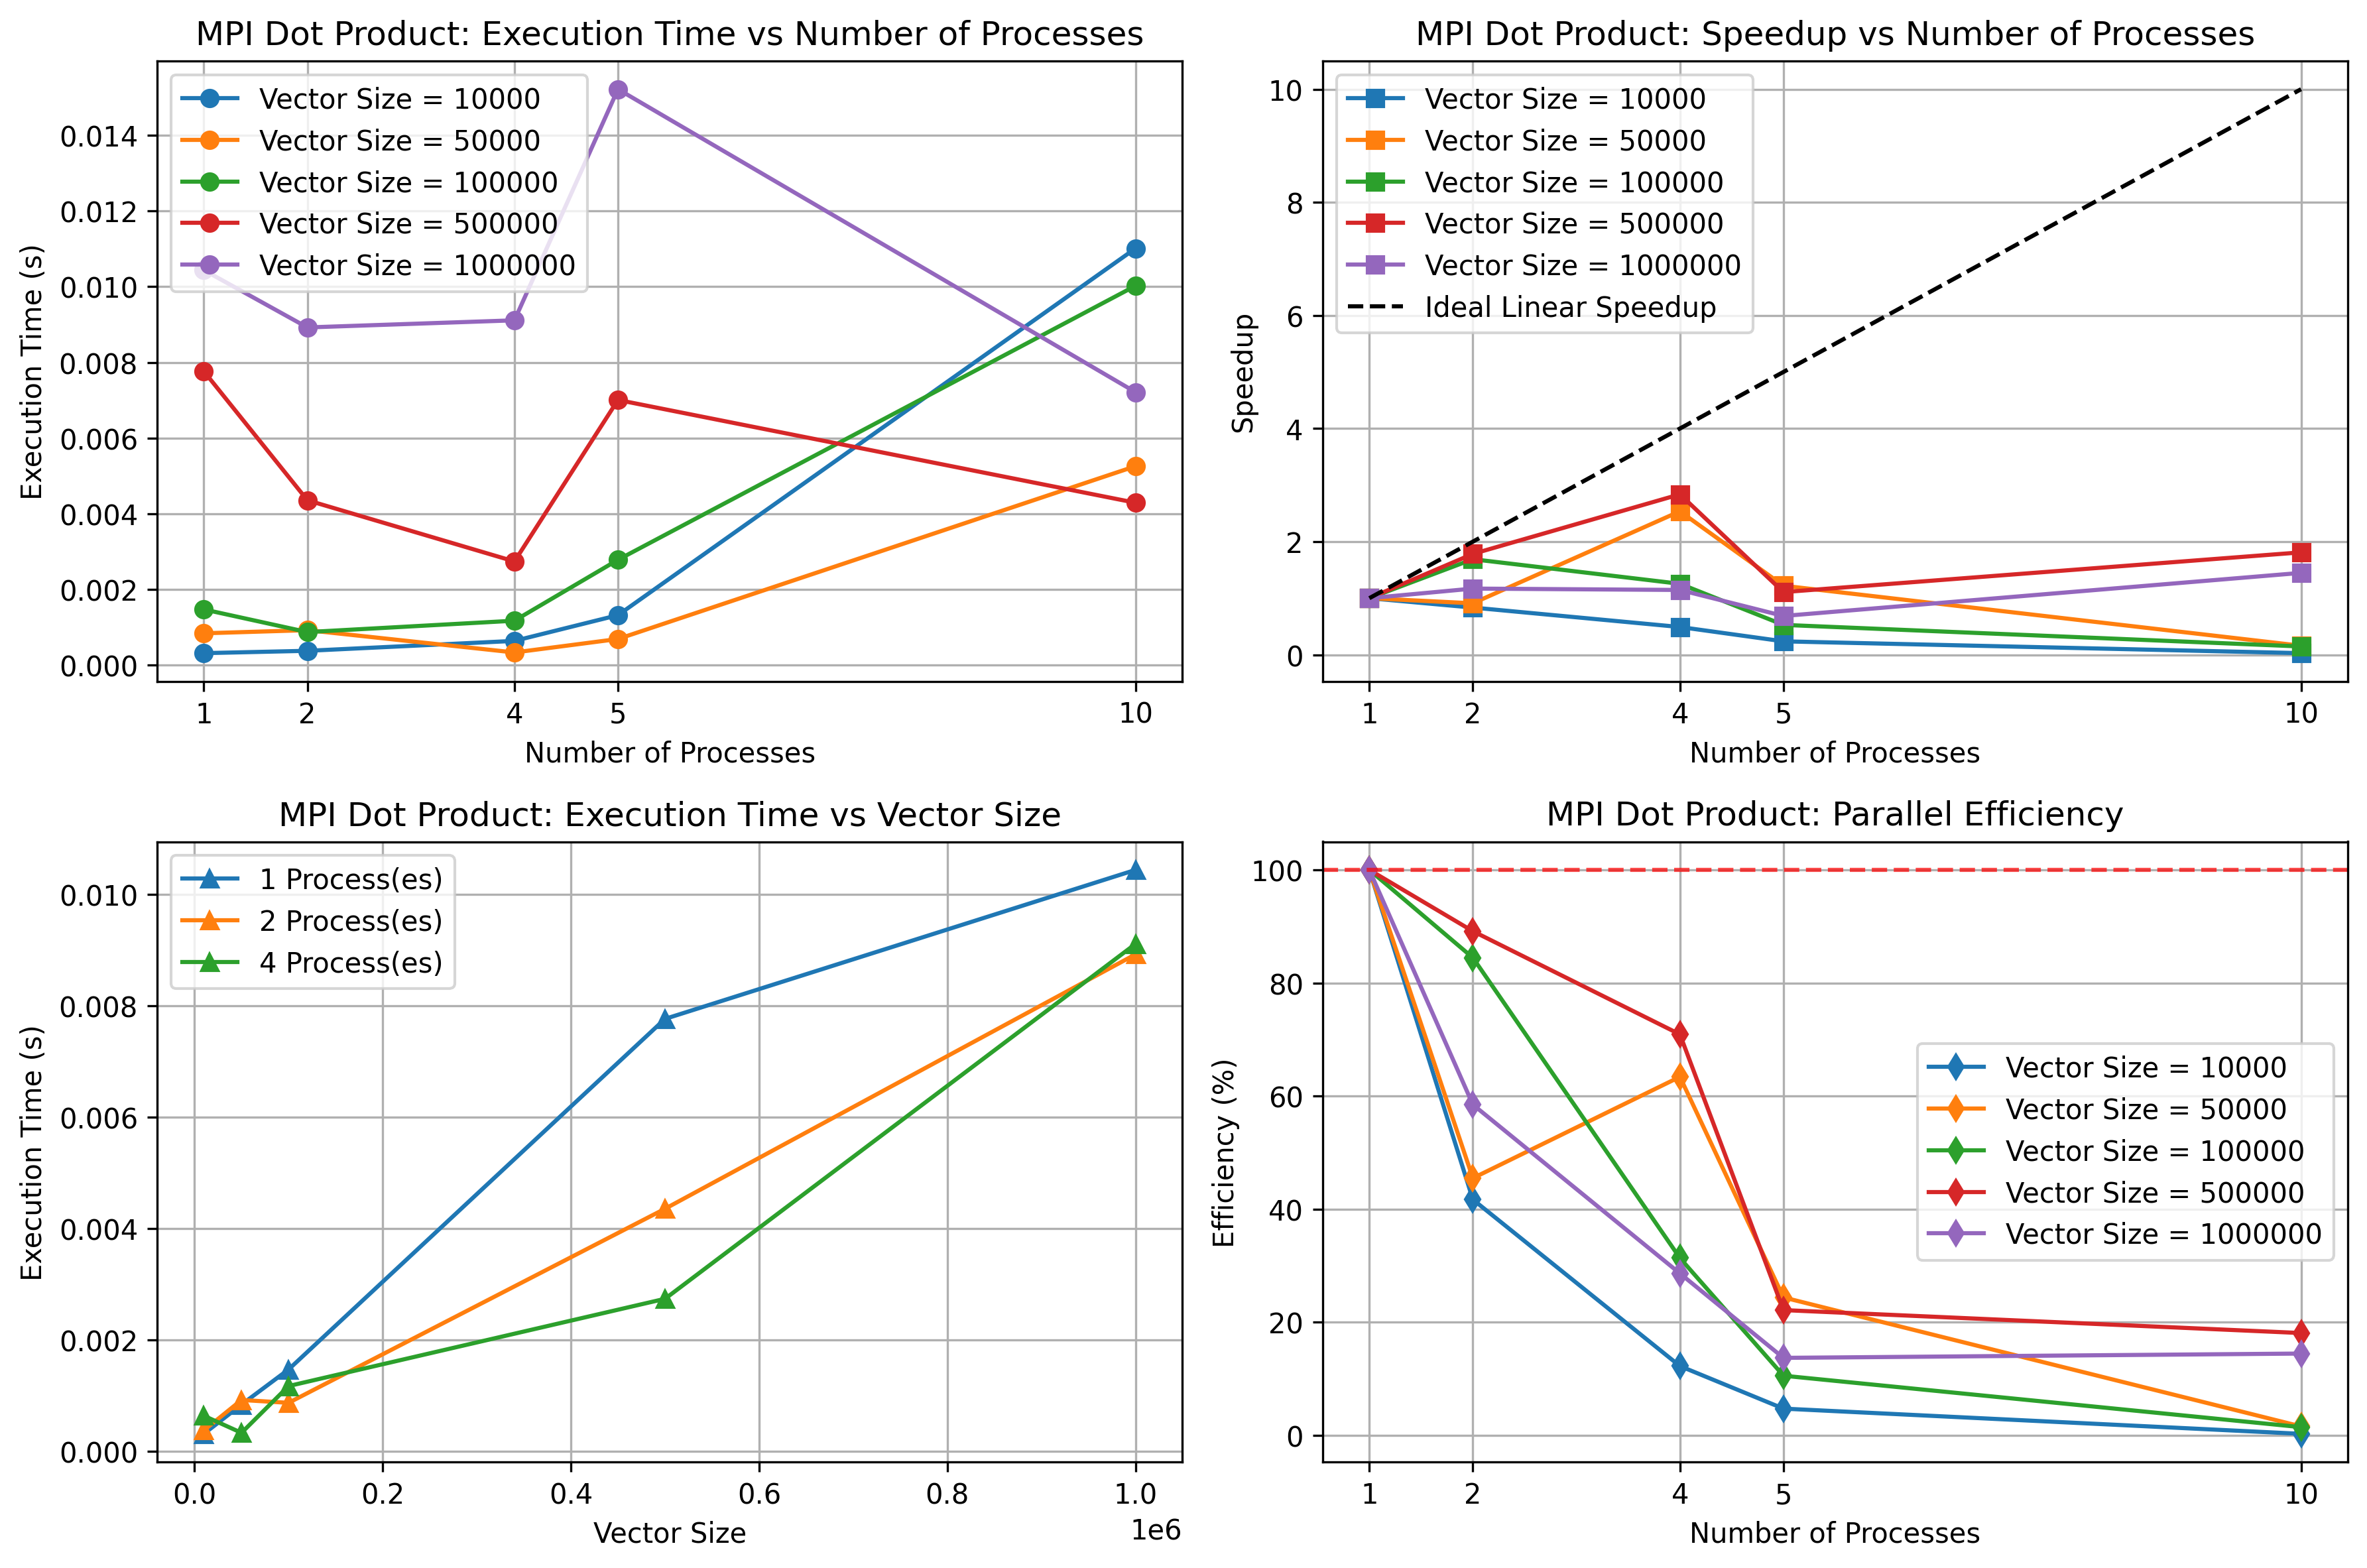 MPI Dot Product: Execution Time vs Number of Processes
Execution Time (s)
0.014
0.012
0.010
0.008
0.006
0.004
0.002
0.000
Vector Size = 10000
Vector Size = 50000
Vector Size = 100000
Vector Size = 500000
Vector Size = 1000000
1 2 4 5 10
Number of Processes
MPI Dot Product: Speedup vs Number of Processes
Speedup
10
8
6
4
2
0
Vector Size = 10000
Vector Size = 50000
Vector Size = 100000
Vector Size = 500000
Vector Size = 1000000
Ideal Linear Speedup
1 2 4 5 10
Number of Processes
MPI Dot Product: Execution Time vs Vector Size
Execution Time (s)
0.010
0.008
0.006
0.004
0.002
0.000
1 Process(es)
2 Process(es)
4 Process(es)
0.0 0.2 0.4 0.6 0.8 1.0
1e6
Vector Size
MPI Dot Product: Parallel Efficiency
Efficiency (%)
100
80
60
40
20
0
Vector Size = 10000
Vector Size = 50000
Vector Size = 100000
Vector Size = 500000
Vector Size = 1000000
1 2 4 5 10
Number of Processes